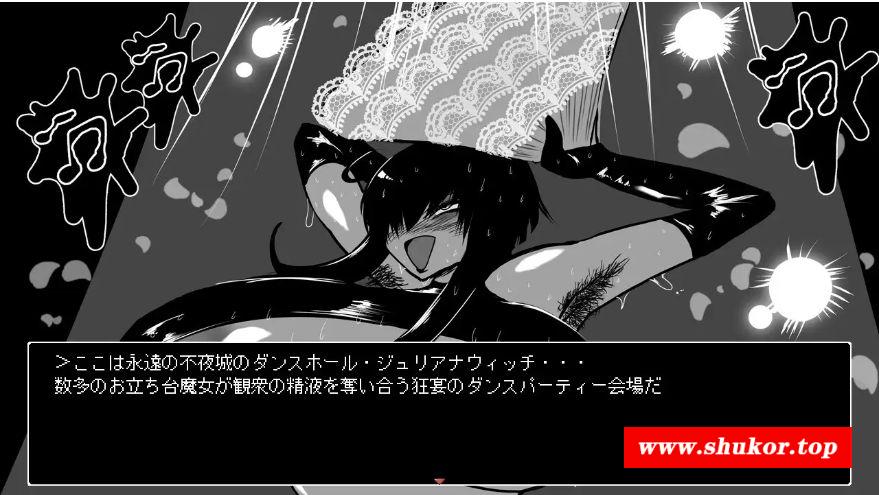 ＞ここは永遠の不夜城のダンスホール・ジュリアナウィッチ・・・
数多のお立ち台魔女が観衆の精液を奪い合う狂宴のダンスパーティー会場だ
www.shukor.top